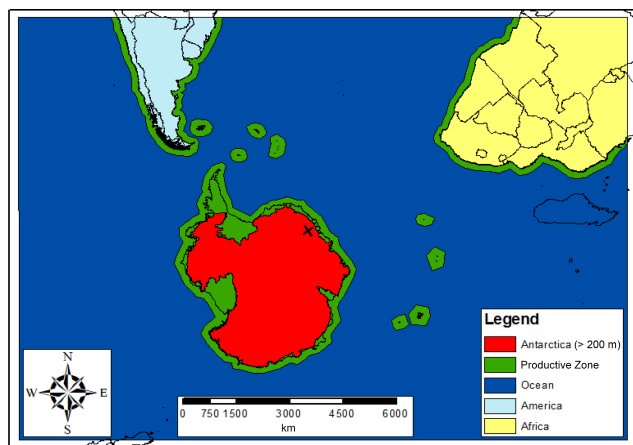 Legend
Antarctica (> 200 m)
Productive Zone
Ocean
America
Africa
N
W E
S
0 750 1500 3000 4500 6000
km